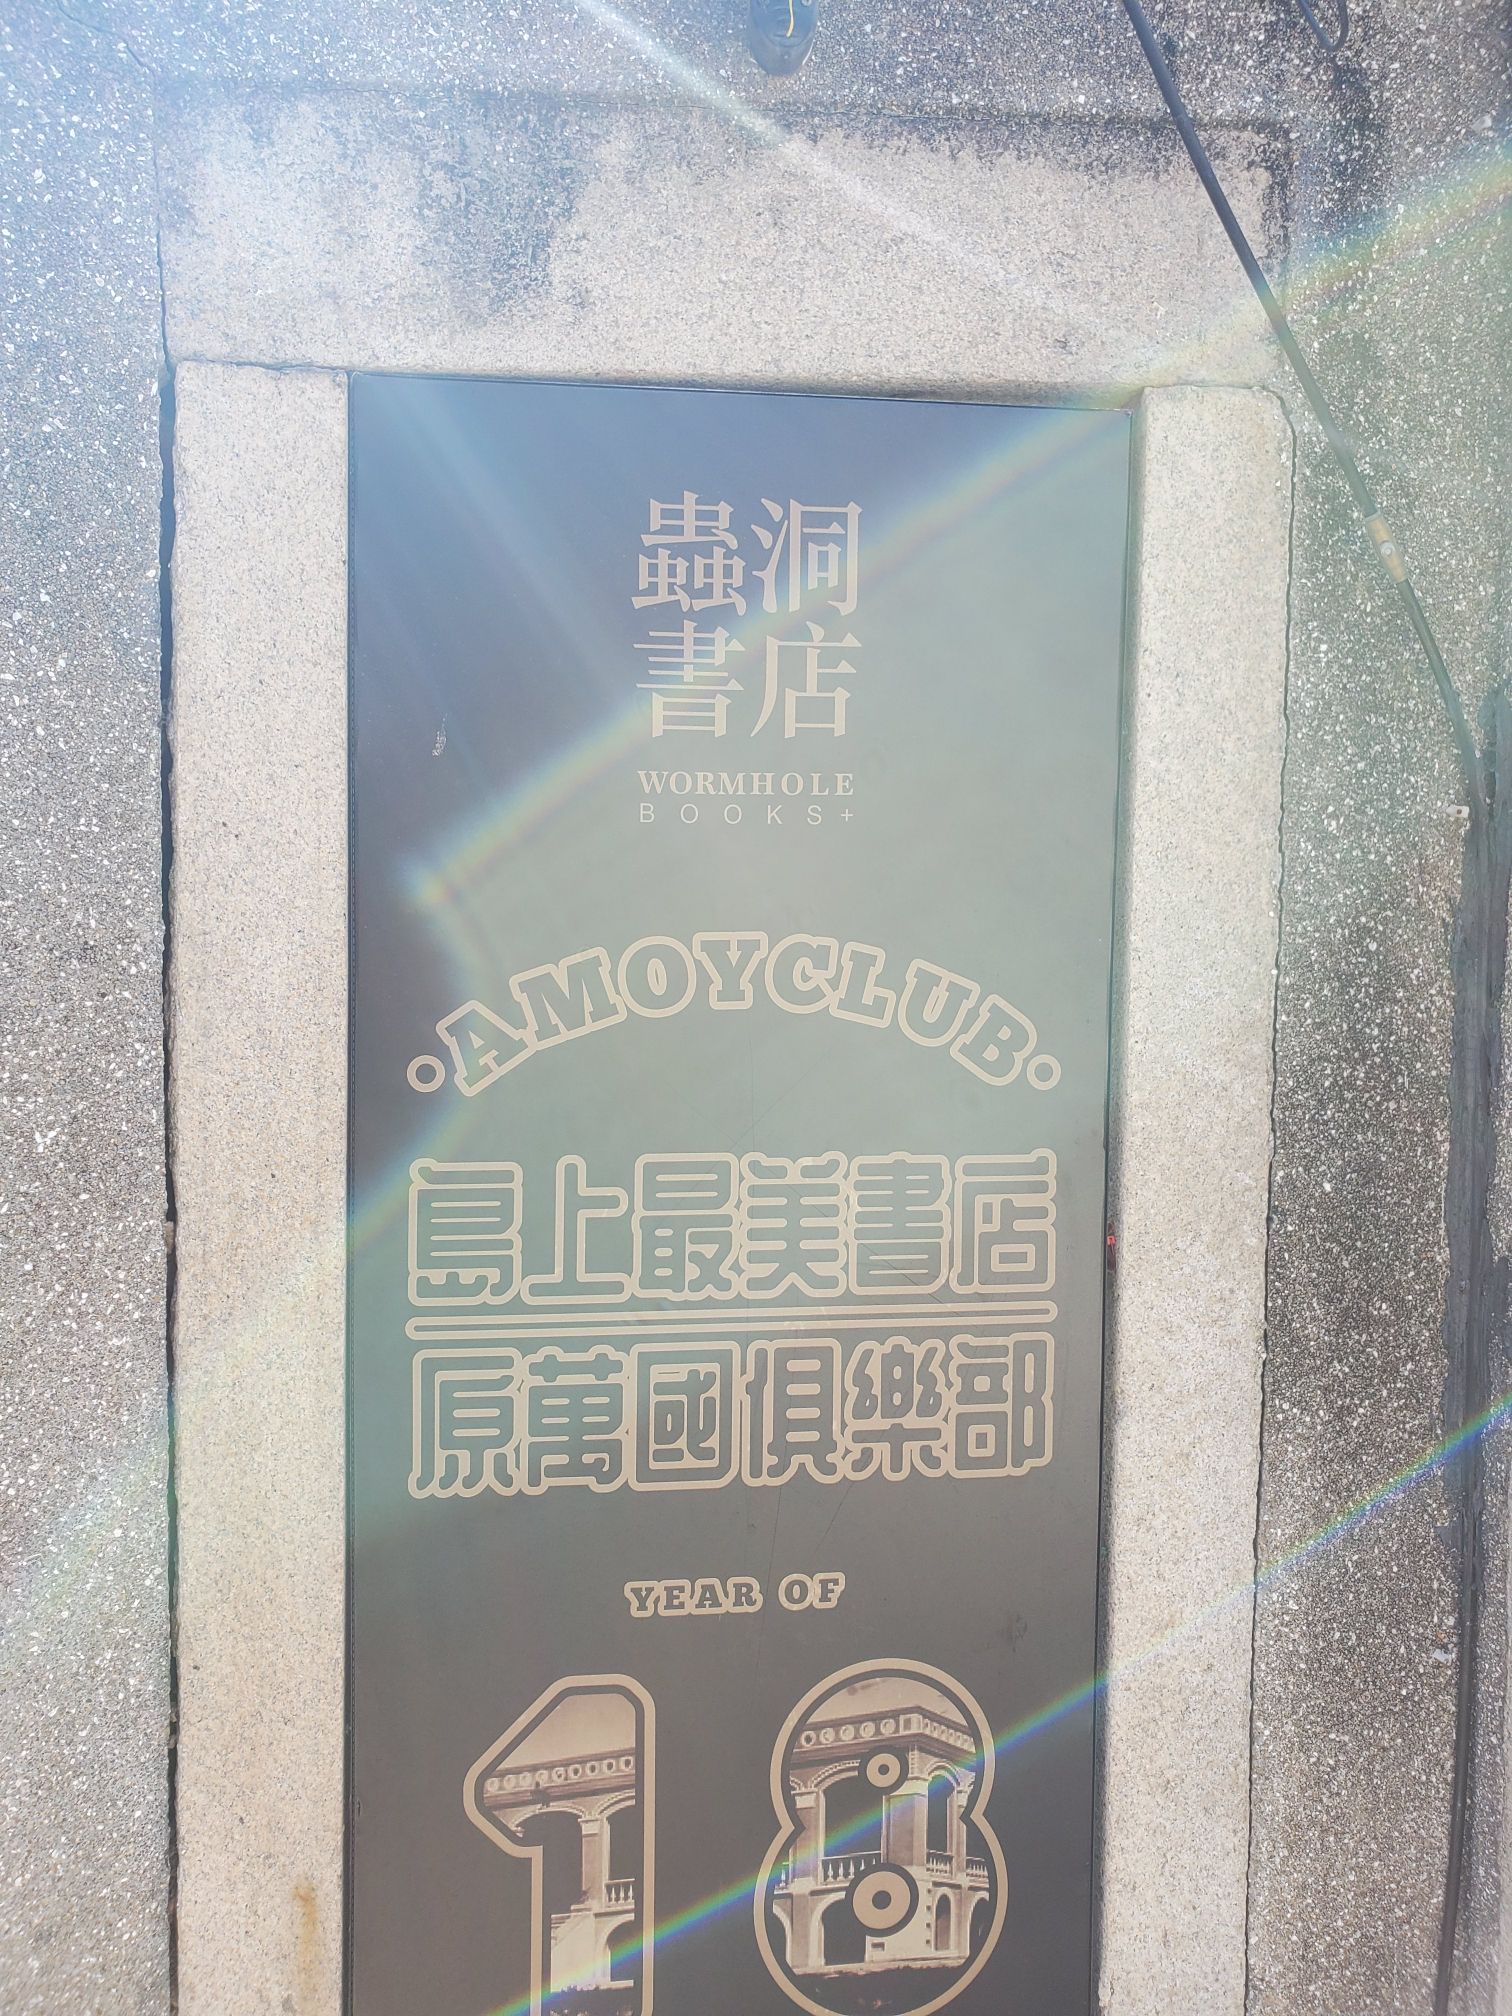 蟲洞
書店
WORMHOLE
BOOKS+
·AMOYCLUB·
島上最美書店
原萬國俱樂部
YEAR OF
18